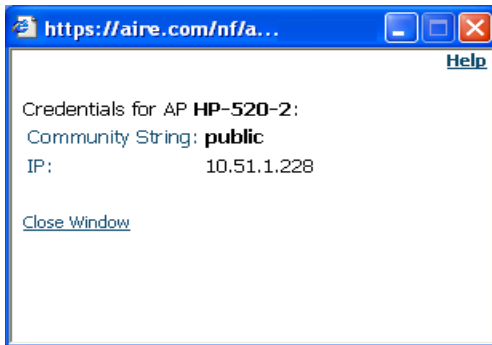 https://aire.com/nf/a...
Help
Credentials for AP HP-520-2:
Community String: public
IP: 10.51.1.228
Close Window